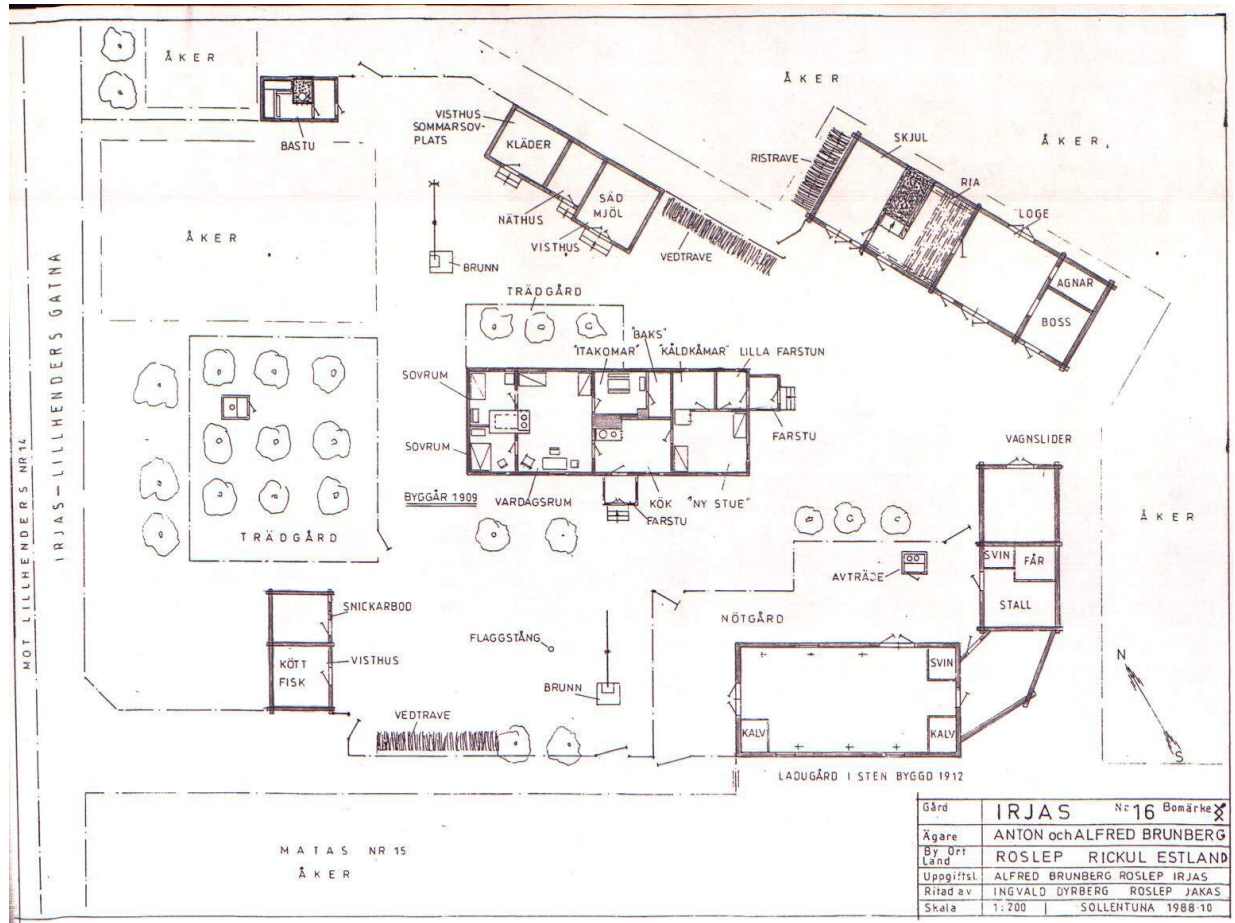 ÅKER
ÅKER
ÅKER
BASTU
VISTHUS
SOMMARSOV-
PLATS
KLÄDER
NÄTHUS
SÄD
MJÖL
VISTHUS
VEDTRAVE
RISTRAVE
SKJUL
RIA
LOGE
AGNAR
BOSS
ÅKER
BRUNN
TRÄDGÅRD
"ITAKOMAR"
"BAKS"
"KÅLDKÅMAR"
LILLA FARSTUN
SOVRUM
SOVRUM
FARSTU
BYGGÅR 1909
VARDAGSRUM
KÖK
"NY STUE"
FARSTU
TRÄDGÅRD
MOT LILLHENDERS NR 14
IRJAS-LILLHENDERS GATNA
VAGNSLIDER
SVIN
FÅR
STALL
ÅKER
AVTRÄDE
NÖTGÅRD
SNICKARBOD
KÖTT
FISK
VISTHUS
FLAGGSTÅNG
BRUNN
VEDTRAVE
SVIN
KALV
KALV
LADUGÅRD I STEN BYGGD 1912
N
S
MATAS NR 15
ÅKER
Gård IRJAS Nr 16 Bomärke
Ägare ANTON och ALFRED BRUNBERG
By Ort Land ROSLEP RICKUL ESTLAND
Uppgiftsl. ALFRED BRUNBERG ROSLEP IRJAS
Ritad av INGVALD DYRBERG ROSLEP JAKAS
Skala 1:200 SOLLENTUNA 1988-10